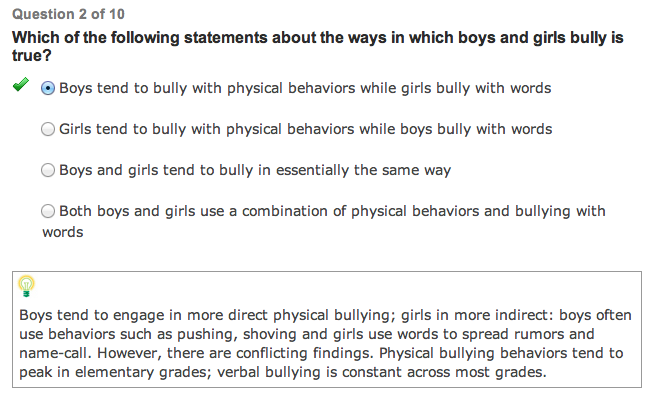 Question 2 of 10
Which of the following statements about the ways in which boys and girls bully is
true?
Boys tend to bully with physical behaviors while girls bully with words
Girls tend to bully with physical behaviors while boys bully with words
Boys and girls tend to bully in essentially the same way
Both boys and girls use a combination of physical behaviors and bullying with
words
Boys tend to engage in more direct physical bullying; girls in more indirect: boys often
use behaviors such as pushing, shoving and girls use words to spread rumors and
name-call. However, there are conflicting findings. Physical bullying behaviors tend to
peak in elementary grades; verbal bullying is constant across most grades.